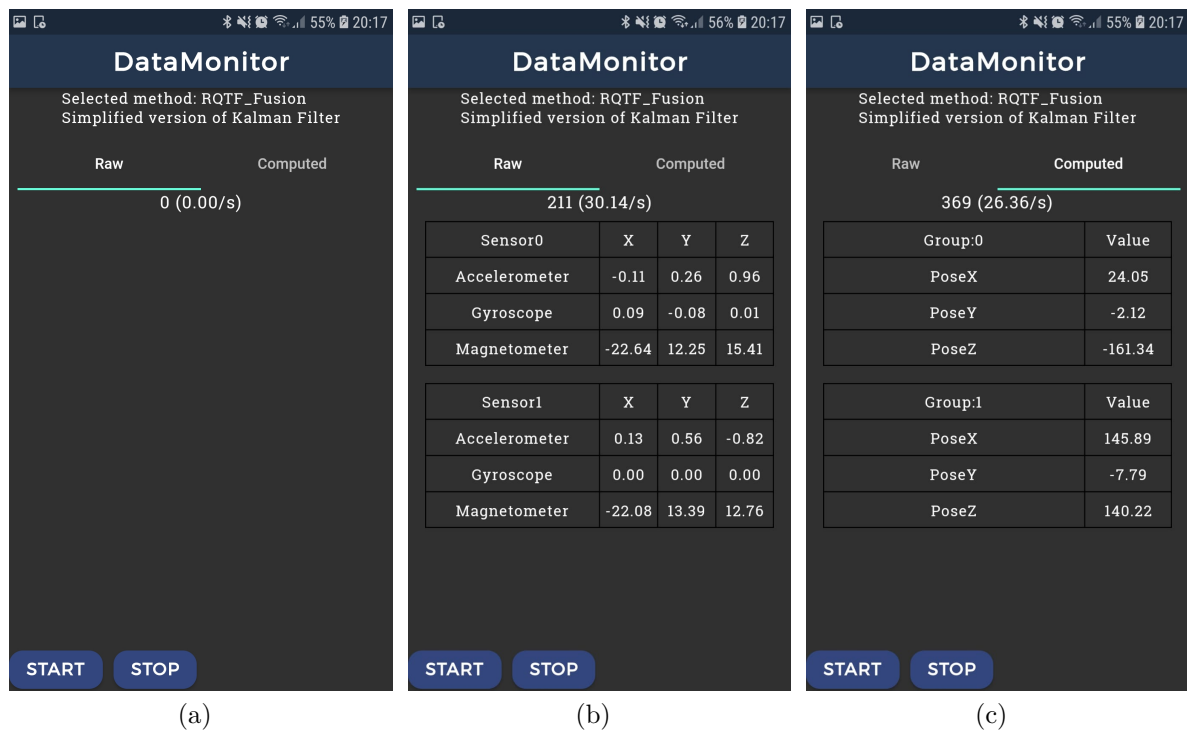 55% 20:17
DataMonitor
Selected method: RQTF_Fusion
Simplified version of Kalman Filter
Raw Computed
0 (0.00/s)
START STOP
(a)
56% 20:17
DataMonitor
Selected method: RQTF_Fusion
Simplified version of Kalman Filter
Raw Computed
211 (30.14/s)
Sensor0 X Y Z
Accelerometer -0.11 0.26 0.96
Gyroscope 0.09 -0.08 0.01
Magnetometer -22.64 12.25 15.41
Sensor1 X Y Z
Accelerometer 0.13 0.56 -0.82
Gyroscope 0.00 0.00 0.00
Magnetometer -22.08 13.39 12.76
START STOP
(b)
55% 20:17
DataMonitor
Selected method: RQTF_Fusion
Simplified version of Kalman Filter
Raw Computed
369 (26.36/s)
Group:0 Value
PoseX 24.05
PoseY -2.12
PoseZ -161.34
Group:1 Value
PoseX 145.89
PoseY -7.79
PoseZ 140.22
START STOP
(c)